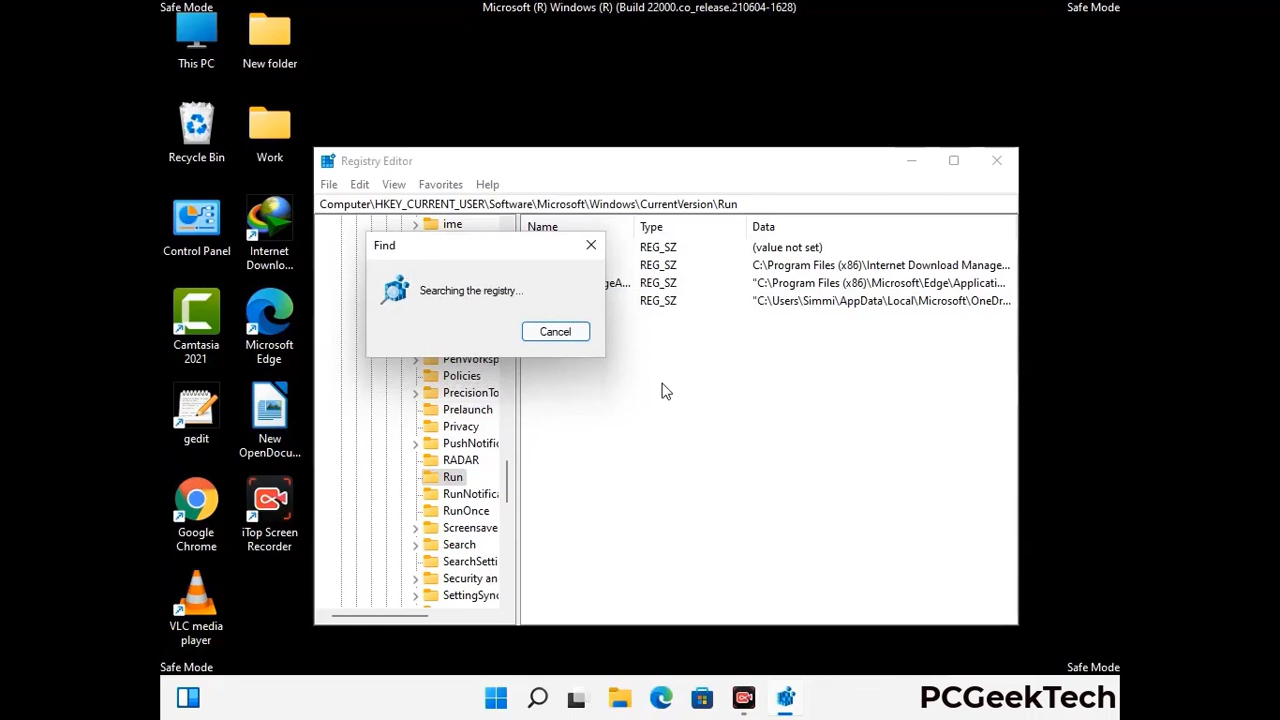 Safe Mode
Microsoft (R) Windows (R) (Build 22000.co_release.210604-1628)
Safe Mode
This PC
New folder
Recycle Bin
Work
Control Panel
Internet
Downlo...
Camtasia
2021
Microsoft
Edge
gedit
New
OpenDocu...
Google
Chrome
iTop Screen
Recorder
VLC media
player
Registry Editor
File
Edit
View
Favorites
Help
Computer\HKEY_CURRENT_USER\Software\Microsoft\Windows\CurrentVersion\Run
ime
Find
Searching the registry...
Cancel
PenWorksp
Policies
PrecisionTo
Prelaunch
Privacy
PushNotific
RADAR
Run
RunNotifica
RunOnce
Screensave
Search
SearchSetti
Security an
SettingSync
Name
Type
Data
REG_SZ
(value not set)
REG_SZ
C:\Program Files (x86)\Internet Download Manage...
geA...
REG_SZ
"C:\Program Files (x86)\Microsoft\Edge\Applicati...
REG_SZ
"C:\Users\Simmi\AppData\Local\Microsoft\OneDr...
Safe Mode
Safe Mode
PCGeekTech